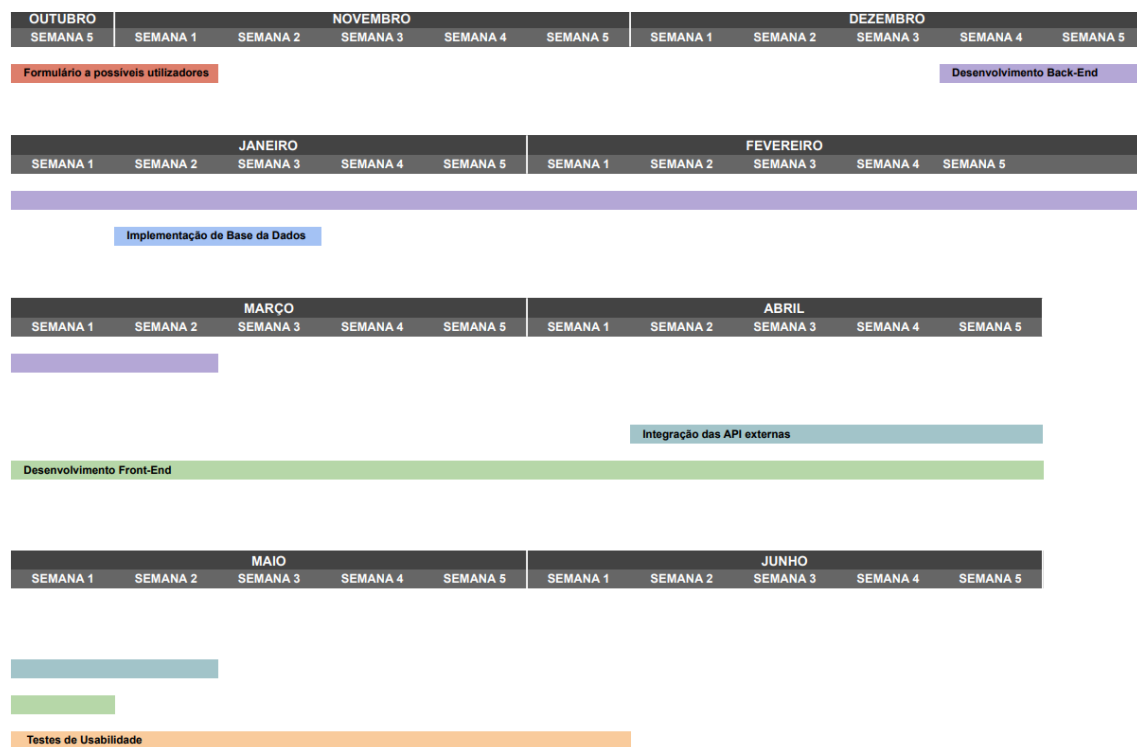 OUTUBRO NOVEMBRO DEZEMBRO
SEMANA 5 SEMANA 1 SEMANA 2 SEMANA 3 SEMANA 4 SEMANA 5 SEMANA 1 SEMANA 2 SEMANA 3 SEMANA 4 SEMANA 5
Formulário a possíveis utilizadores Desenvolvimento Back-End
JANEIRO FEVEREIRO
SEMANA 1 SEMANA 2 SEMANA 3 SEMANA 4 SEMANA 5 SEMANA 1 SEMANA 2 SEMANA 3 SEMANA 4 SEMANA 5
Implementação de Base da Dados
MARÇO ABRIL
SEMANA 1 SEMANA 2 SEMANA 3 SEMANA 4 SEMANA 5 SEMANA 1 SEMANA 2 SEMANA 3 SEMANA 4 SEMANA 5
Integração das API externas
Desenvolvimento Front-End
MAIO JUNHO
SEMANA 1 SEMANA 2 SEMANA 3 SEMANA 4 SEMANA 5 SEMANA 1 SEMANA 2 SEMANA 3 SEMANA 4 SEMANA 5
Testes de Usabilidade